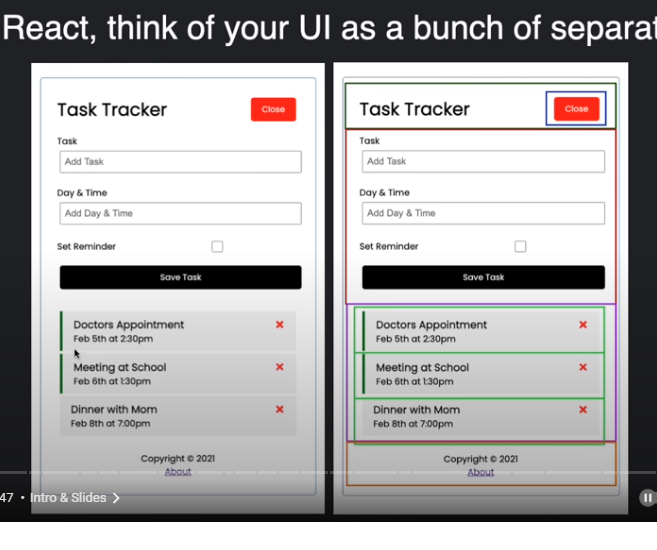 React, think of your UI as a bunch of separat
Task Tracker
Close
Task
Add Task
Day & Time
Add Day & Time
Set Reminder
Save Task
Doctors Appointment
Feb 5th at 2:30pm
Meeting at School
Feb 6th at 1:30pm
Dinner with Mom
Feb 8th at 7:00pm
Copyright © 2021
About
Task Tracker
Close
Task
Add Task
Day & Time
Add Day & Time
Set Reminder
Save Task
Doctors Appointment
Feb 5th at 2:30pm
Meeting at School
Feb 6th at 1:30pm
Dinner with Mom
Feb 8th at 7:00pm
Copyright © 2021
About
47 • Intro & Slides